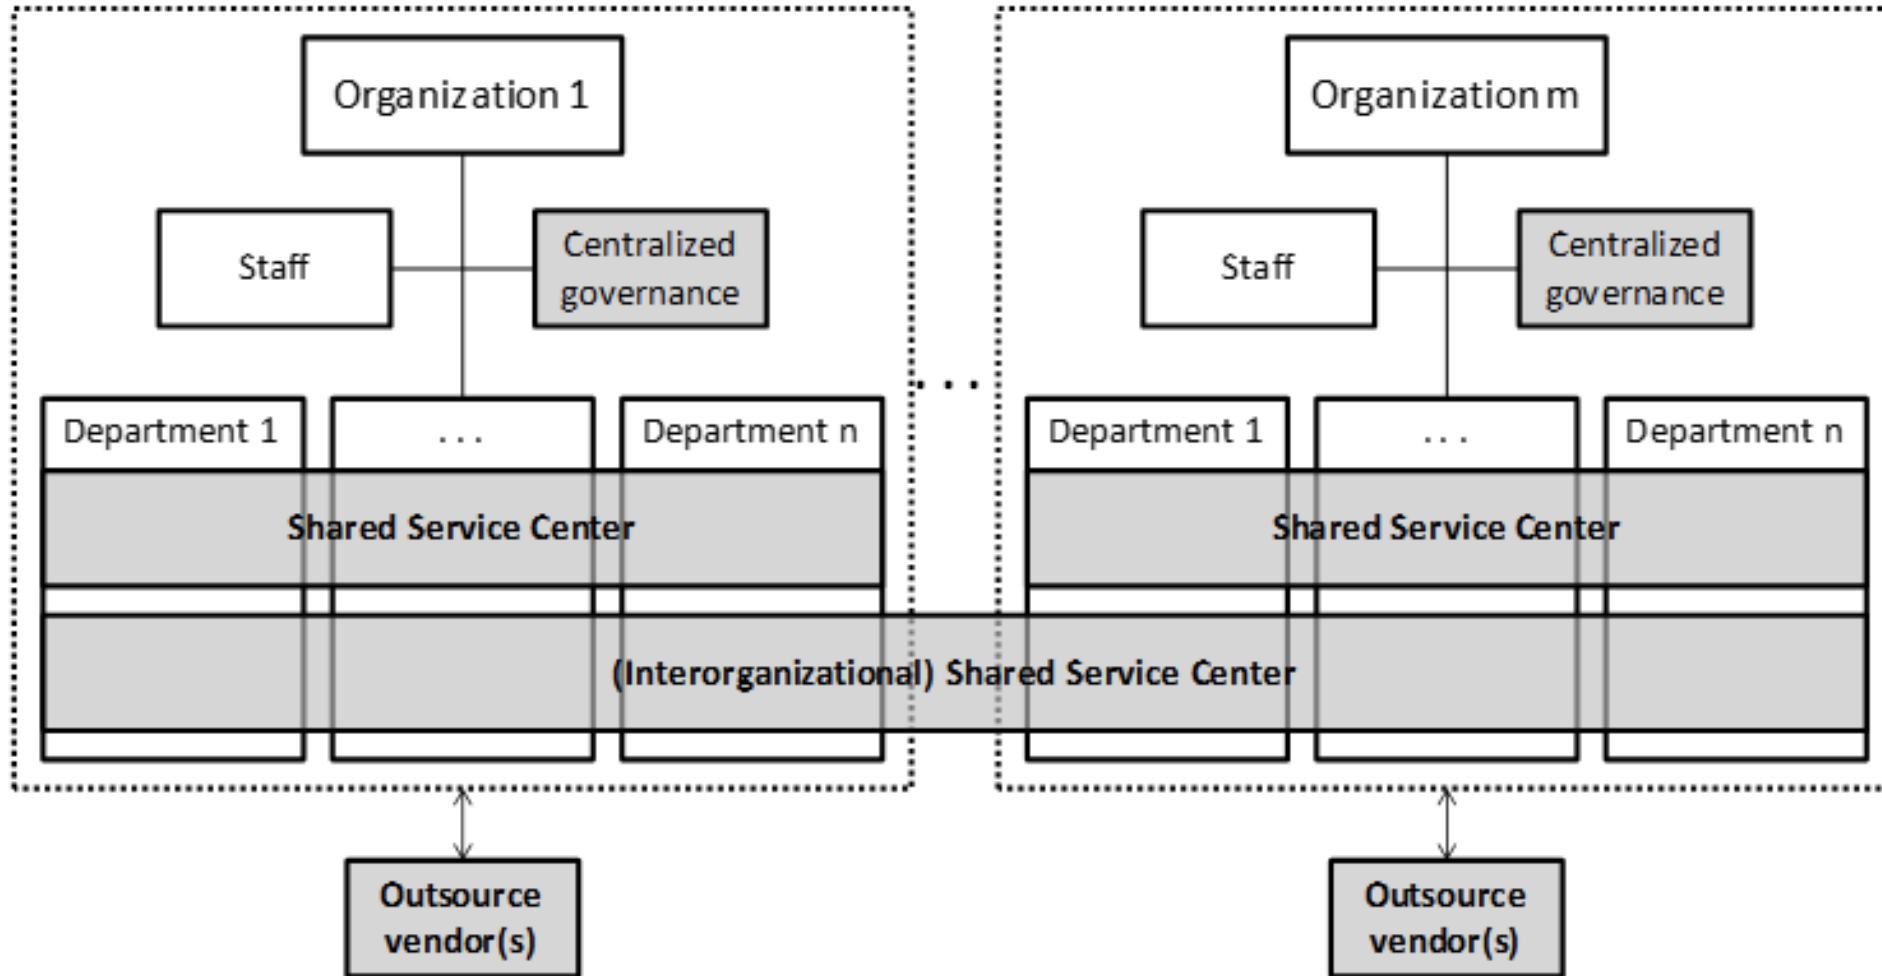 Organization 1
Staff
Centralized
governance
Department 1
. . .
Department n
Shared Service Center
. . .
Organization m
Staff
Centralized
governance
Department 1
. . .
Department n
Shared Service Center
(Interorganizational) Shared Service Center
Outsource
vendor(s)
Outsource
vendor(s)